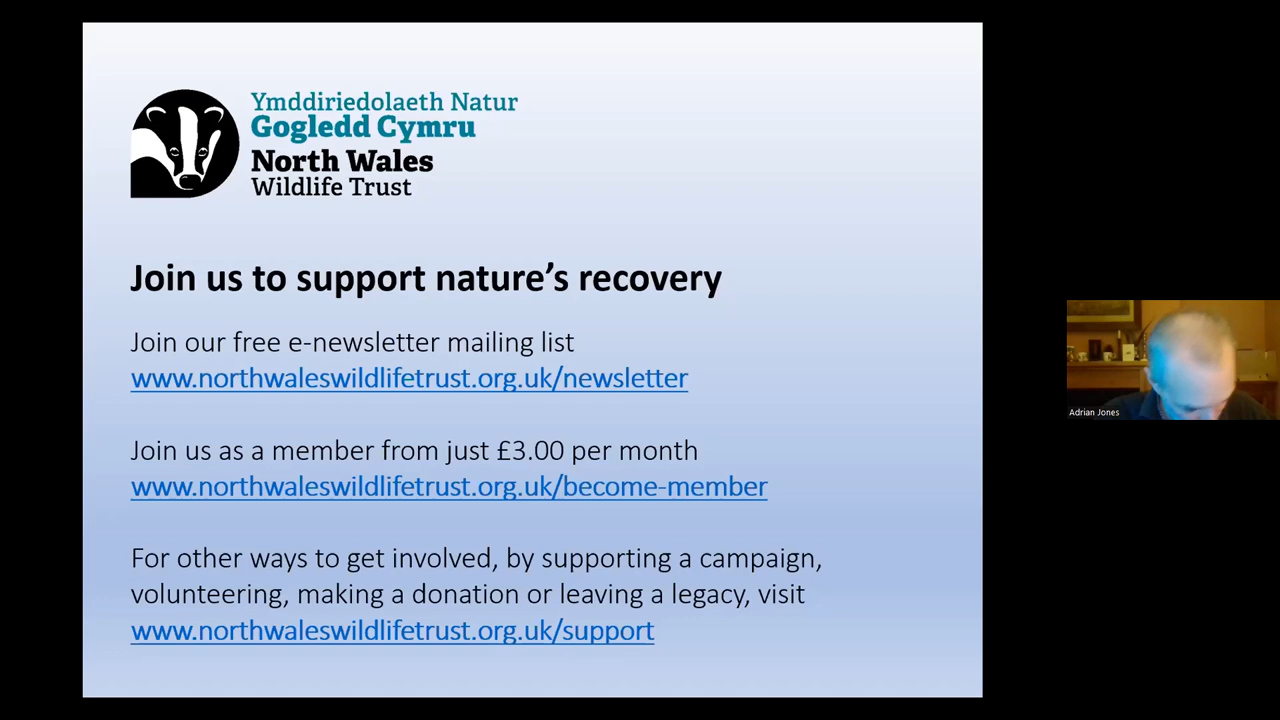 Ymddiriedolaeth Natur
Gogledd Cymru
North Wales
Wildlife Trust
Join us to support nature’s recovery
Join our free e-newsletter mailing list
www.northwaleswildlifetrust.org.uk/newsletter
Join us as a member from just £3.00 per month
www.northwaleswildlifetrust.org.uk/become-member
For other ways to get involved, by supporting a campaign,
volunteering, making a donation or leaving a legacy, visit
www.northwaleswildlifetrust.org.uk/support
Adrian Jones